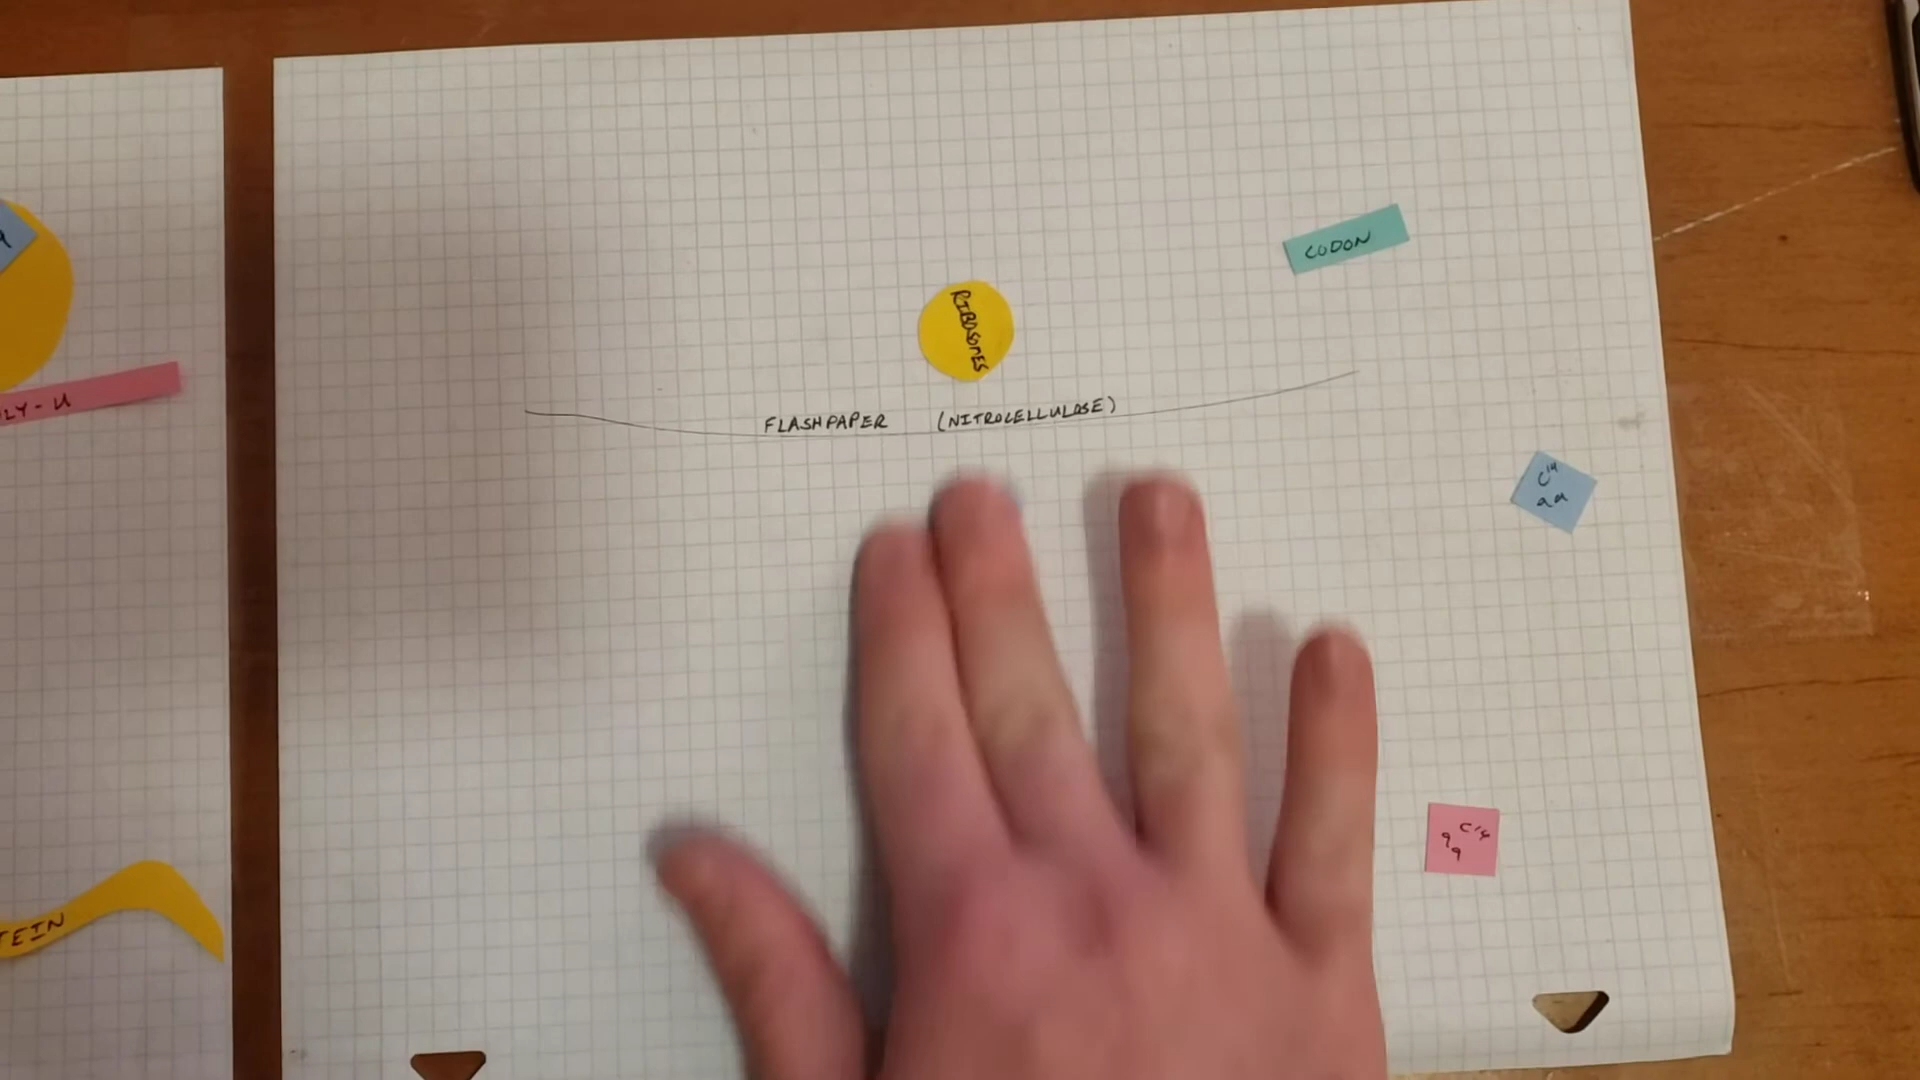 CODON
RIBOSOMES
FLASHPAPER (NITROCELLULOSE)
LY-U
C14
aa
C14
aa
TEIN